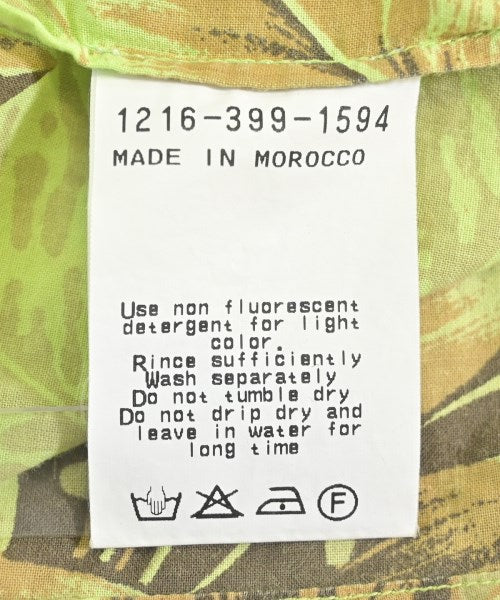 1216-399-1594
MADE IN MOROCCO
Use non fluorescent
detergent for light
color.
Rince sufficiently
Wash separately
Do not tumble dry
Do not drip dry and
leave in water for
long time
F